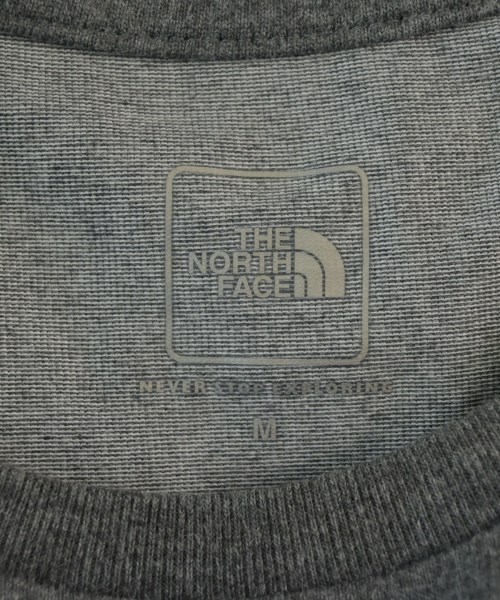 THE
NORTH
FACE
NEVER STOP EXPLORING
M